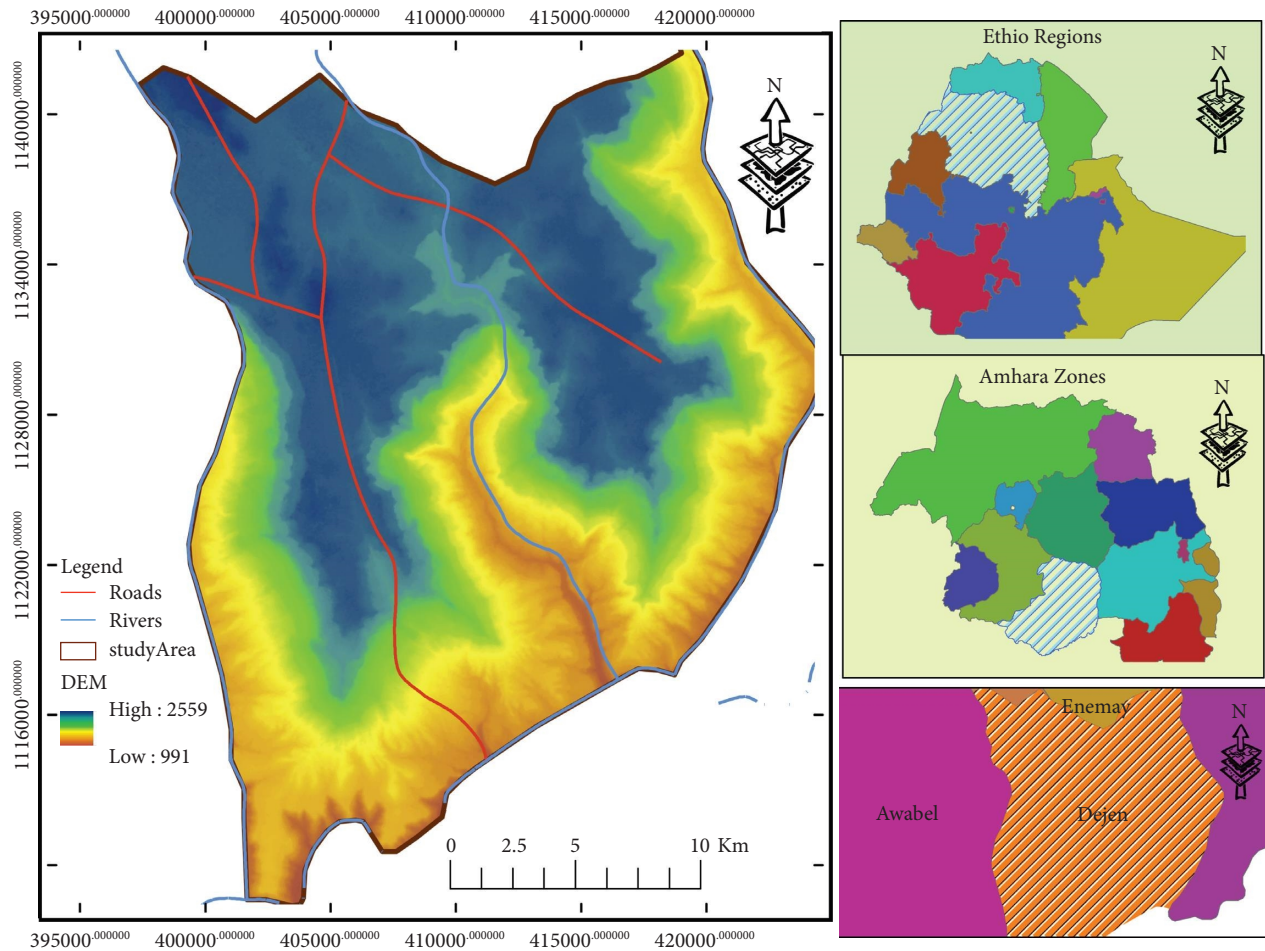 395000.000000 400000.000000 405000.000000 410000.000000 415000.000000 420000.000000
1140000.000000
1134000.000000
1128000.000000
1122000.000000
1116000.000000
N
Legend
Roads
Rivers
studyArea
DEM
High : 2559
Low : 991
0 2.5 5 10 Km
395000.000000 400000.000000 405000.000000 410000.000000 415000.000000 420000.000000
Ethio Regions
N
Amhara Zones
N
Enemay
N
Awabel
Dejen